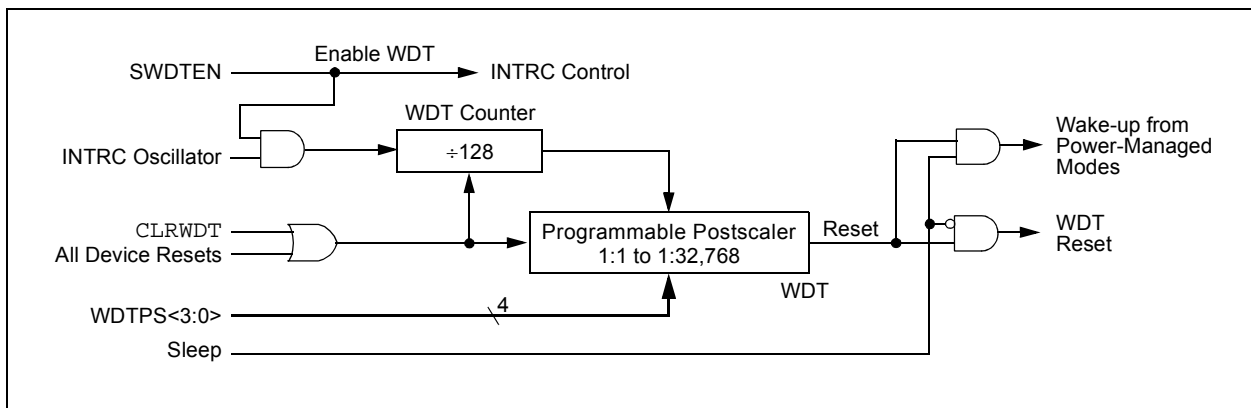 Enable WDT
SWDTEN
INTRC Control
WDT Counter
INTRC Oscillator
÷128
Wake-up from
Power-Managed
Modes
CLRWDT
All Device Resets
Programmable Postscaler
1:1 to 1:32,768
Reset
WDT
Reset
WDT
WDTPS<3:0>
4
Sleep